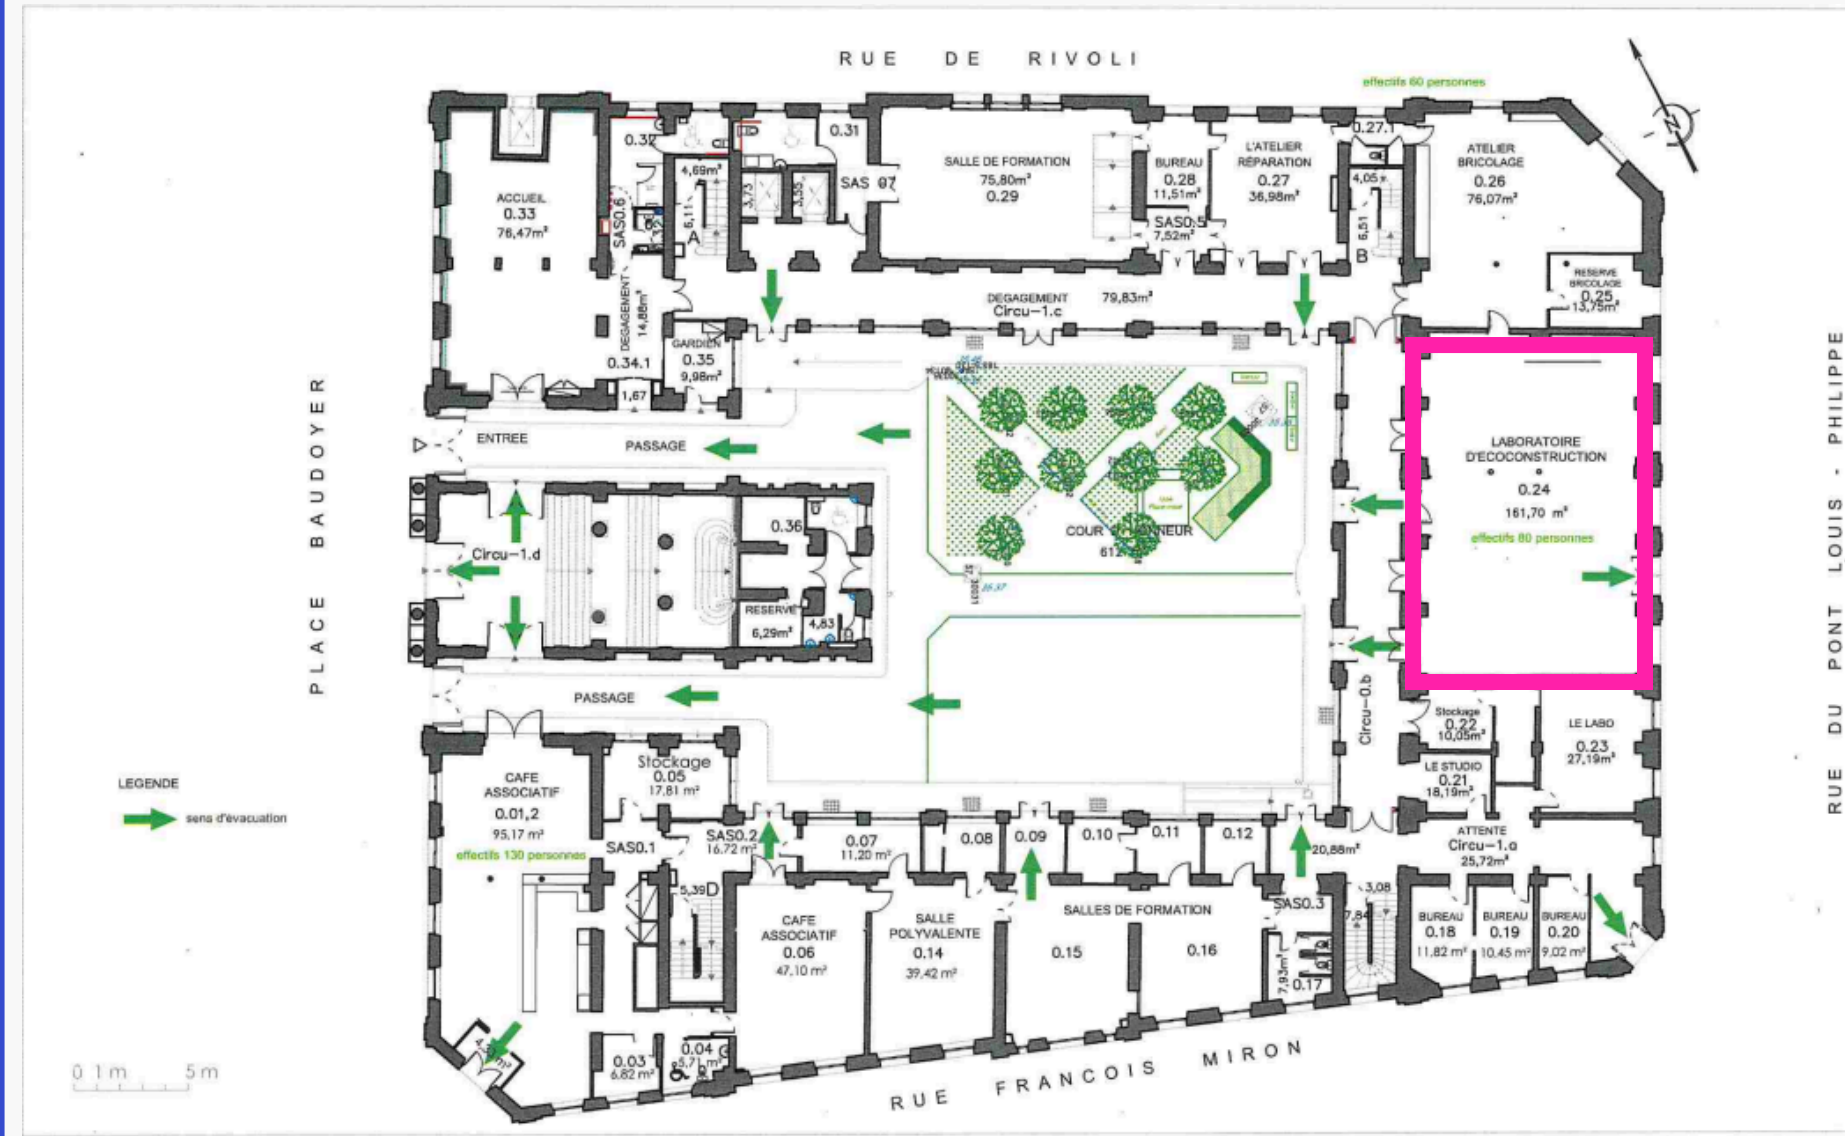 RUE DE RIVOLI
effectifs 60 personnes
N
0.32
0.31
0.27.1
SALLE DE FORMATION
75,80m²
0.29
BUREAU
0.28
11,51m²
L'ATELIER
RÉPARATION
0.27
36,98m²
ATELIER
BRICOLAGE
0.26
76,07m²
4,69m²
3,73
3,55
SAS 07
4,05
ACCUEIL
0.33
76,47m²
SAS0.6
6,11
A
SAS0.5
7,52m²
6,51
B
RESERVE
BRICOLAGE
0.25
13,75m²
DEGAGEMENT
14,88m²
DEGAGEMENT 79,83m²
Circu-1.c
0.34.1
GARDIEN
0.35
9,98m²
1,67
PLACE BAUDOYER
RUE DU PONT LOUIS - PHILIPPE
ENTREE
PASSAGE
LABORATOIRE
D'ECOCONSTRUCTION
0.24
161,70 m²
effectifs 80 personnes
COUR
612
26.37
Circu-1.d
0.36
RESERVE
6,29m²
4,83
PASSAGE
Circu-0.b
Stockage
0.22
10,05m²
LE LABO
0.23
27,19m²
LE STUDIO
0.21
18,19m²
LEGENDE
sens d'évacuation
CAFE
ASSOCIATIF
0.01,2
95,17 m²
effectifs 130 personnes
Stockage
0.05
17,81 m²
SAS0.1
SAS0.2
16,72 m²
0.07
11,20 m²
0.08
0.09
0.10
0.11
0.12
20,88m²
ATTENTE
Circu-1.a
25,72m²
5,39
D
CAFE
ASSOCIATIF
0.06
47,10 m²
SALLE
POLYVALENTE
0.14
39,42 m²
SALLES DE FORMATION
0.15
0.16
SAS0.3
3,08
7,84
7,93m²
0.17
BUREAU
0.18
11,82 m²
BUREAU
0.19
10,45 m²
BUREAU
0.20
9,02 m²
0.03
6,82 m²
0.04
5,71m²
0 1m 5m
RUE FRANCOIS MIRON